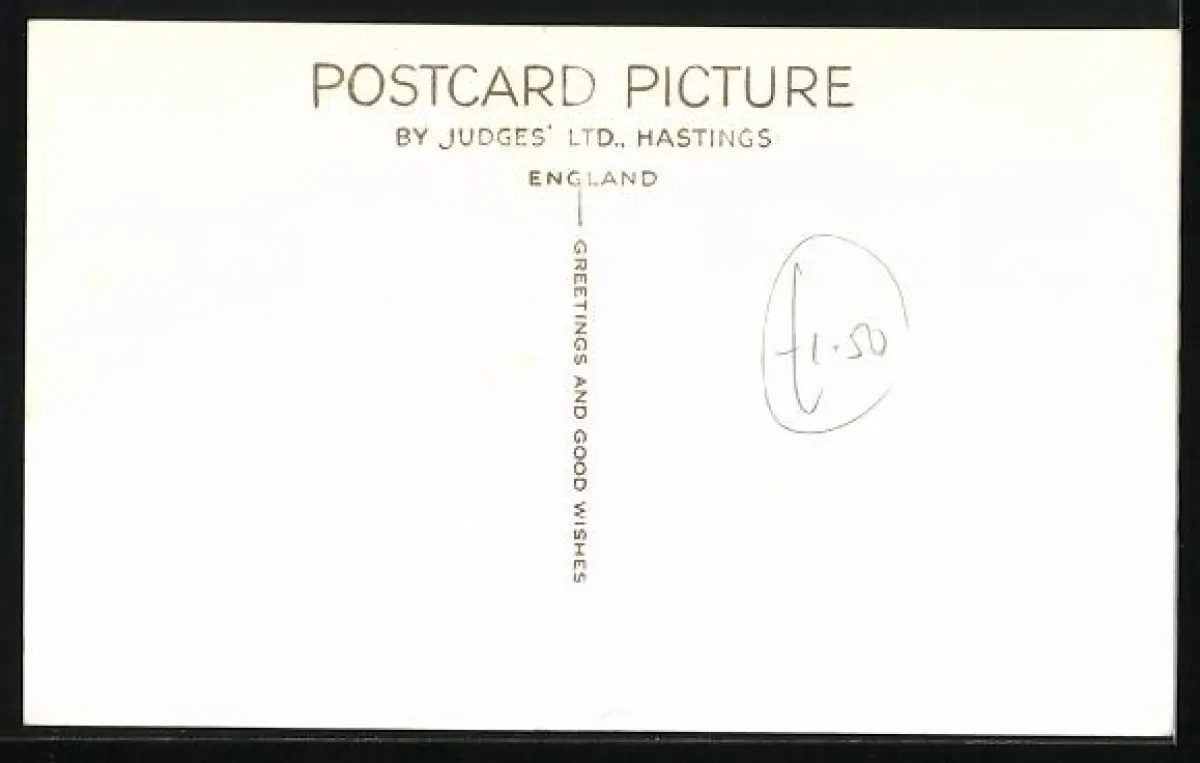 POSTCARD PICTURE
BY JUDGES' LTD., HASTINGS
ENGLAND
GREETINGS AND GOOD WISHES
£1.50